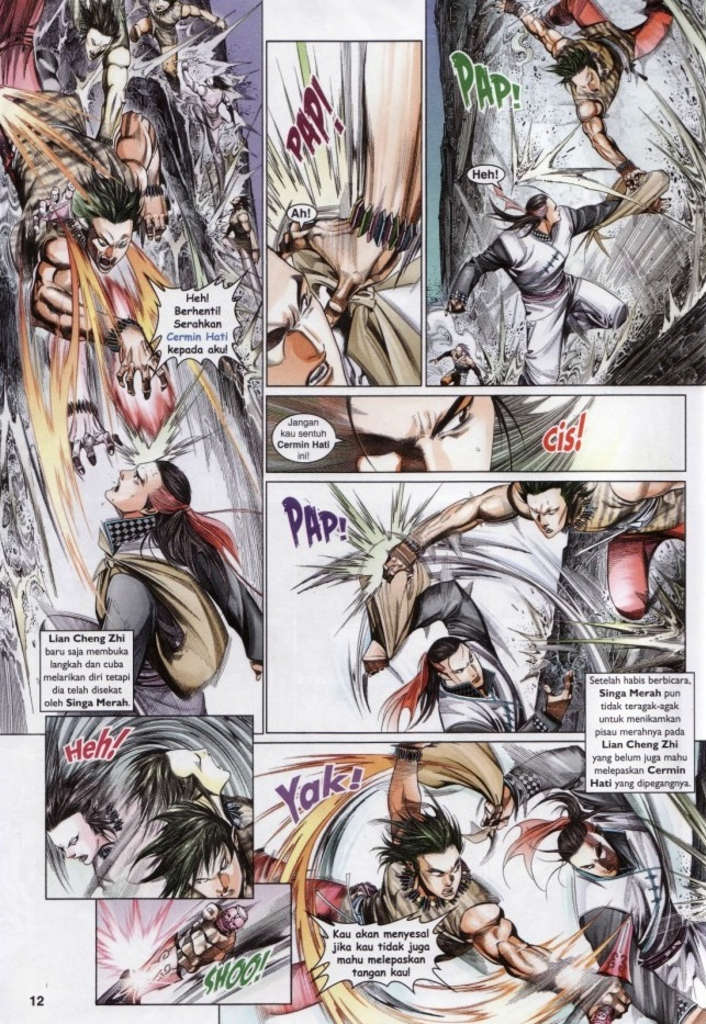 Heh!
Berhenti!
Serahkan
Cermin Hati
kepada aku!
Lian Cheng Zhi
baru saja membuka
langkah dan cuba
melarikan diri tetapi
dia telah disekat
oleh Singa Merah.
PAP!
Ah!
PAP!
Heh!
Jangan
kau sentuh
Cermin Hati
ini!
cis!
PAP!
Setelah habis berbicara,
Singa Merah pun
tidak teragak-agak
untuk menikamkan
pisau merahnya pada
Lian Cheng Zhi
yang belum juga mahu
melepaskan Cermin
Hati yang dipegangnya.
Heh!
SHOO!
Yak!
Kau akan menyesal
jika kau tidak juga
mahu melepaskan
tangan kau!
12